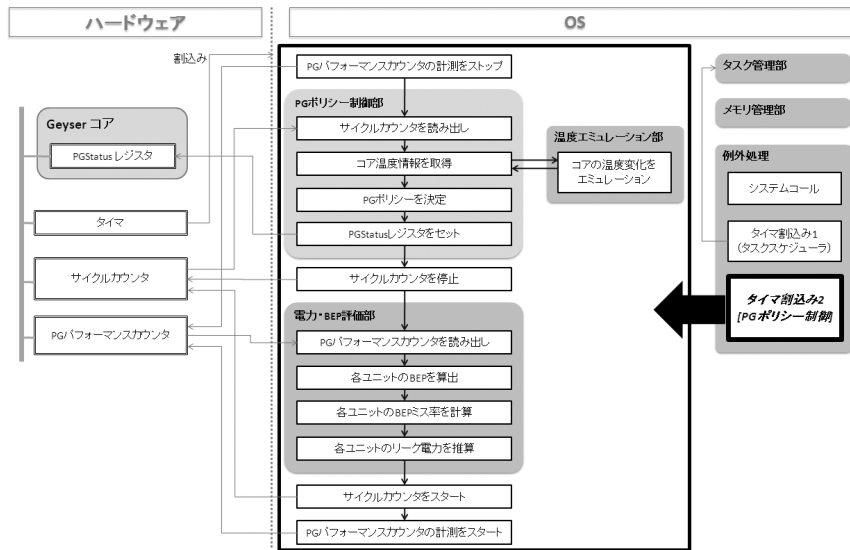 ハードウェア
OS
割込み
Geyser コア
PGStatusレジスタ
タイマ
サイクルカウンタ
PGパフォーマンスカウンタ
PGパフォーマンスカウンタの計測をストップ
PGポリシー制御部
サイクルカウンタを読み出し
コア温度情報を取得
PGポリシーを決定
PGStatusレジスタをセット
サイクルカウンタを停止
電力・BEP評価部
PGパフォーマンスカウンタを読み出し
各ユニットのBEPを算出
各ユニットのBEPミス率を計算
各ユニットのリーク電力を推算
サイクルカウンタをスタート
PGパフォーマンスカウンタの計測をスタート
温度エミュレーション部
コアの温度変化を
エミュレーション
タスク管理部
メモリ管理部
例外処理
システムコール
タイマ割込み1
(タスクスケジューラ)
タイマ割込み2
[PGポリシー制御]